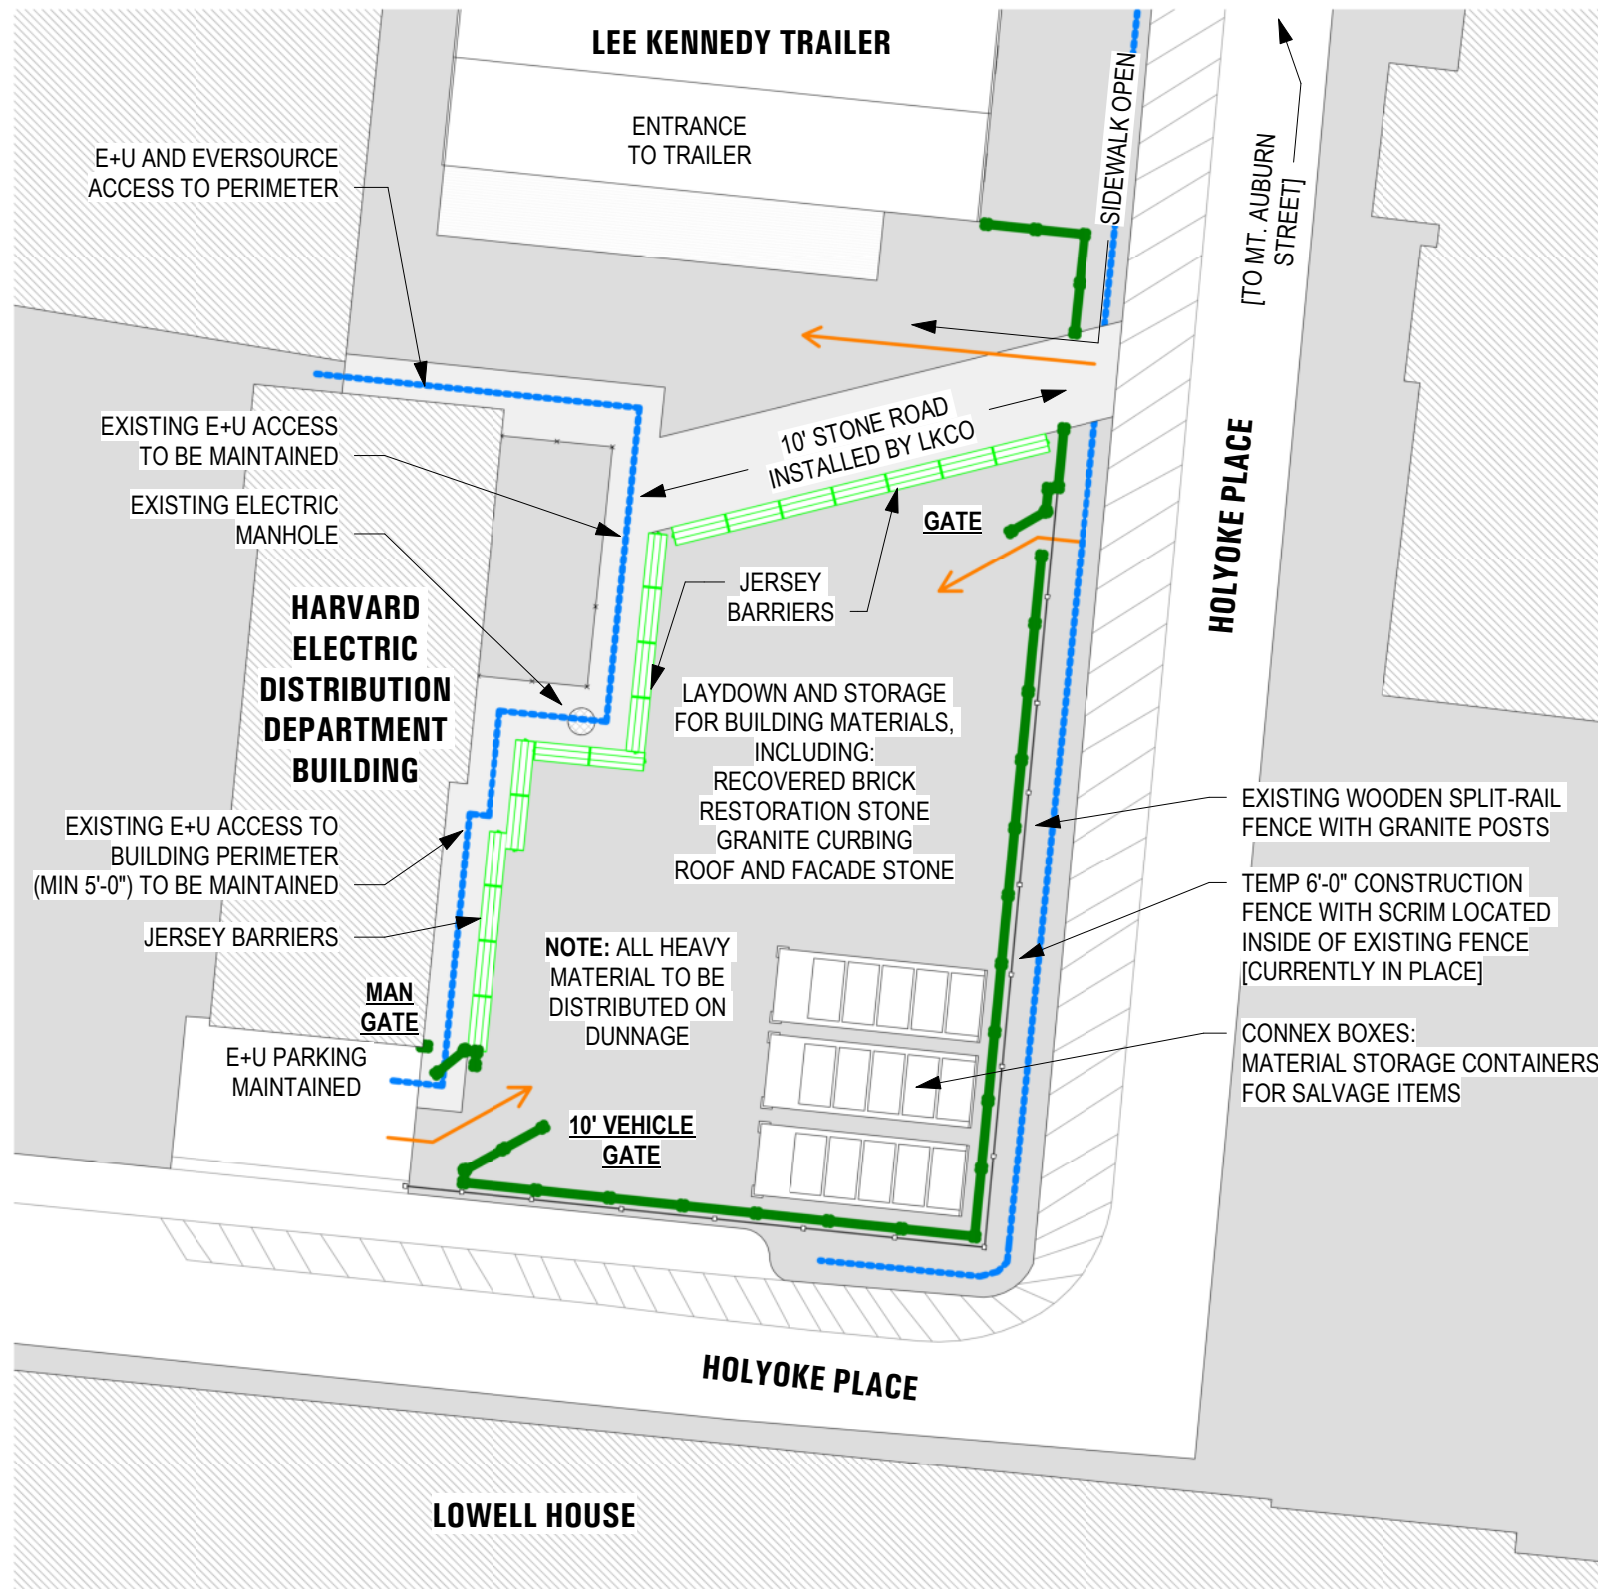 LEE KENNEDY TRAILER
ENTRANCE
TO TRAILER
SIDEWALK OPEN
[TO MT. AUBURN
STREET]
E+U AND EVERSOURCE
ACCESS TO PERIMETER
EXISTING E+U ACCESS
TO BE MAINTAINED
EXISTING ELECTRIC
MANHOLE
10' STONE ROAD
INSTALLED BY LKCO
GATE
HOLYOKE PLACE
JERSEY
BARRIERS
HARVARD
ELECTRIC
DISTRIBUTION
DEPARTMENT
BUILDING
LAYDOWN AND STORAGE
FOR BUILDING MATERIALS,
INCLUDING:
RECOVERED BRICK
RESTORATION STONE
GRANITE CURBING
ROOF AND FACADE STONE
EXISTING E+U ACCESS TO
BUILDING PERIMETER
(MIN 5'-0") TO BE MAINTAINED
JERSEY BARRIERS
EXISTING WOODEN SPLIT-RAIL
FENCE WITH GRANITE POSTS
TEMP 6'-0" CONSTRUCTION
FENCE WITH SCRIM LOCATED
INSIDE OF EXISTING FENCE
[CURRENTLY IN PLACE]
NOTE: ALL HEAVY
MATERIAL TO BE
DISTRIBUTED ON
DUNNAGE
MAN
GATE
E+U PARKING
MAINTAINED
CONNEX BOXES:
MATERIAL STORAGE CONTAINERS
FOR SALVAGE ITEMS
10' VEHICLE
GATE
HOLYOKE PLACE
LOWELL HOUSE